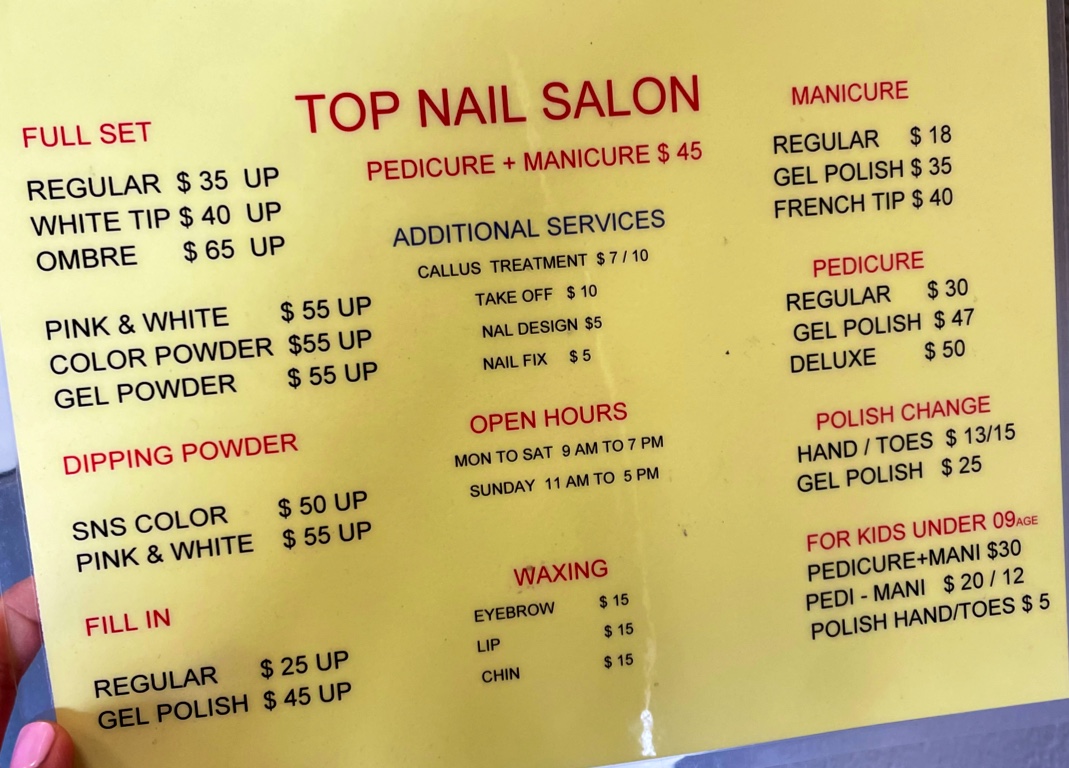 TOP NAIL SALON
PEDICURE + MANICURE $ 45
FULL SET
REGULAR $ 35 UP
WHITE TIP $ 40 UP
OMBRE $ 65 UP
PINK & WHITE $ 55 UP
COLOR POWDER $55 UP
GEL POWDER $ 55 UP
DIPPING POWDER
SNS COLOR $ 50 UP
PINK & WHITE $ 55 UP
FILL IN
REGULAR $ 25 UP
GEL POLISH $ 45 UP
ADDITIONAL SERVICES
CALLUS TREATMENT $ 7 / 10
TAKE OFF $ 10
NAL DESIGN $5
NAIL FIX $ 5
OPEN HOURS
MON TO SAT 9 AM TO 7 PM
SUNDAY 11 AM TO 5 PM
WAXING
EYEBROW $ 15
LIP $ 15
CHIN $ 15
MANICURE
REGULAR $ 18
GEL POLISH $ 35
FRENCH TIP $ 40
PEDICURE
REGULAR $ 30
GEL POLISH $ 47
DELUXE $ 50
POLISH CHANGE
HAND / TOES $ 13/15
GEL POLISH $ 25
FOR KIDS UNDER 09AGE
PEDICURE+MANI $30
PEDI - MANI $ 20 / 12
POLISH HAND/TOES $ 5